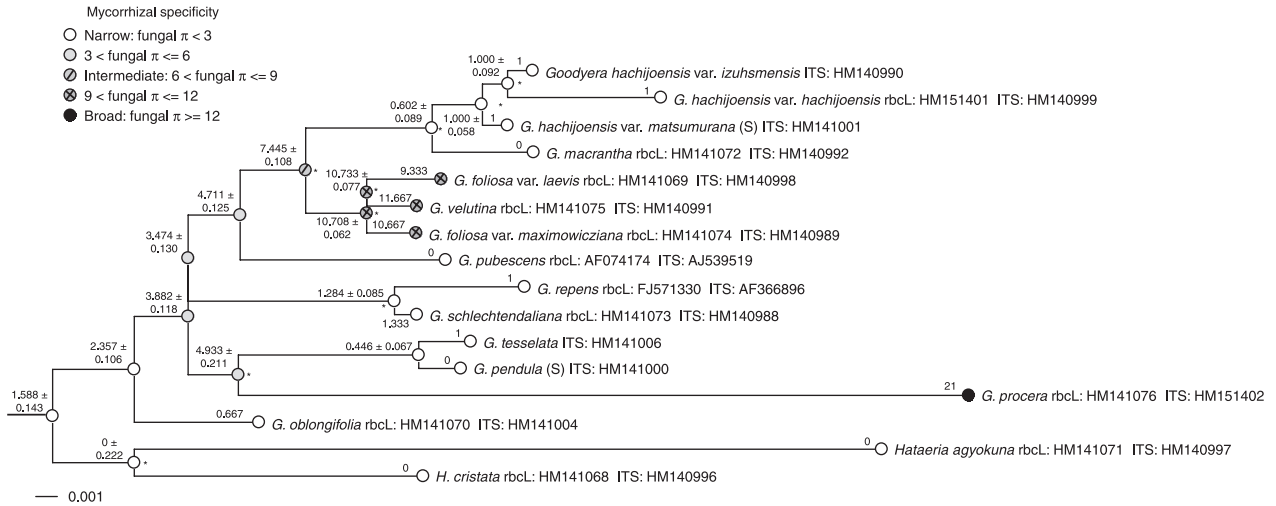 Mycorrhizal specificity
Narrow: fungal π < 3
3 < fungal π <= 6
Intermediate: 6 < fungal π <= 9
9 < fungal π <= 12
Broad: fungal π >= 12
1.000 ±
0.092
1
Goodyera hachijoensis var. izuhsmensis ITS: HM140990
*
1
G. hachijoensis var. hachijoensis rbcL: HM151401 ITS: HM140999
*
0.602 ±
0.089
1.000 ±
0.058
1
G. hachijoensis var. matsumurana (S) ITS: HM141001
*
0
G. macrantha rbcL: HM141072 ITS: HM140992
7.445 ±
0.108
*
10.733 ±
0.077
*
9.333
G. foliosa var. laevis rbcL: HM141069 ITS: HM140998
11.667
G. velutina rbcL: HM141075 ITS: HM140991
*
10.708 ±
0.062
10.667
G. foliosa var. maximowicziana rbcL: HM141074 ITS: HM140989
4.711 ±
0.125
0
G. pubescens rbcL: AF074174 ITS: AJ539519
3.474 ±
0.130
1
G. repens rbcL: FJ571330 ITS: AF366896
1.284 ± 0.085
*
1.333
G. schlechtendaliana rbcL: HM141073 ITS: HM140988
3.882 ±
0.118
1
G. tesselata ITS: HM141006
0.446 ± 0.067
0
G. pendula (S) ITS: HM141000
4.933 ±
0.211
*
21
G. procera rbcL: HM141076 ITS: HM151402
2.357 ±
0.106
0.667
G. oblongifolia rbcL: HM141070 ITS: HM141004
1.588 ±
0.143
0
Hataeria agyokuna rbcL: HM141071 ITS: HM140997
0 ±
0.222
*
0
H. cristata rbcL: HM141068 ITS: HM140996
0.001